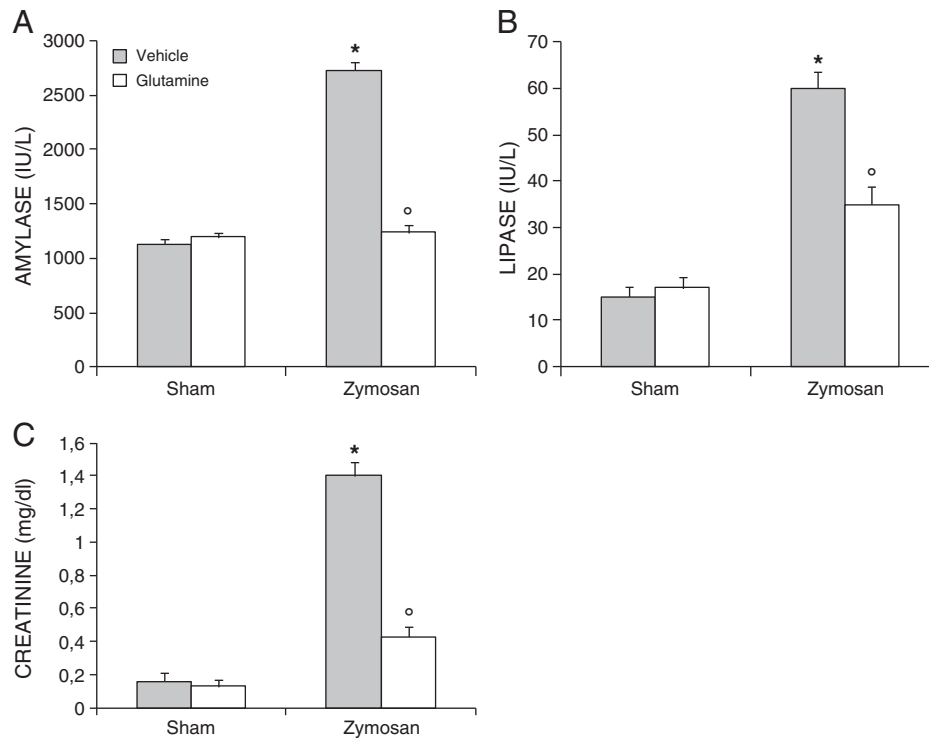 A
3000
2500
2000
1500
1000
500
0
AMYLASE (IU/L)
Vehicle
Glutamine
*
°
Sham
Zymosan
B
70
60
50
40
30
20
10
0
LIPASE (IU/L)
*
°
Sham
Zymosan
C
1,6
1,4
1,2
1
0,8
0,6
0,4
0,2
0
CREATININE (mg/dl)
*
°
Sham
Zymosan